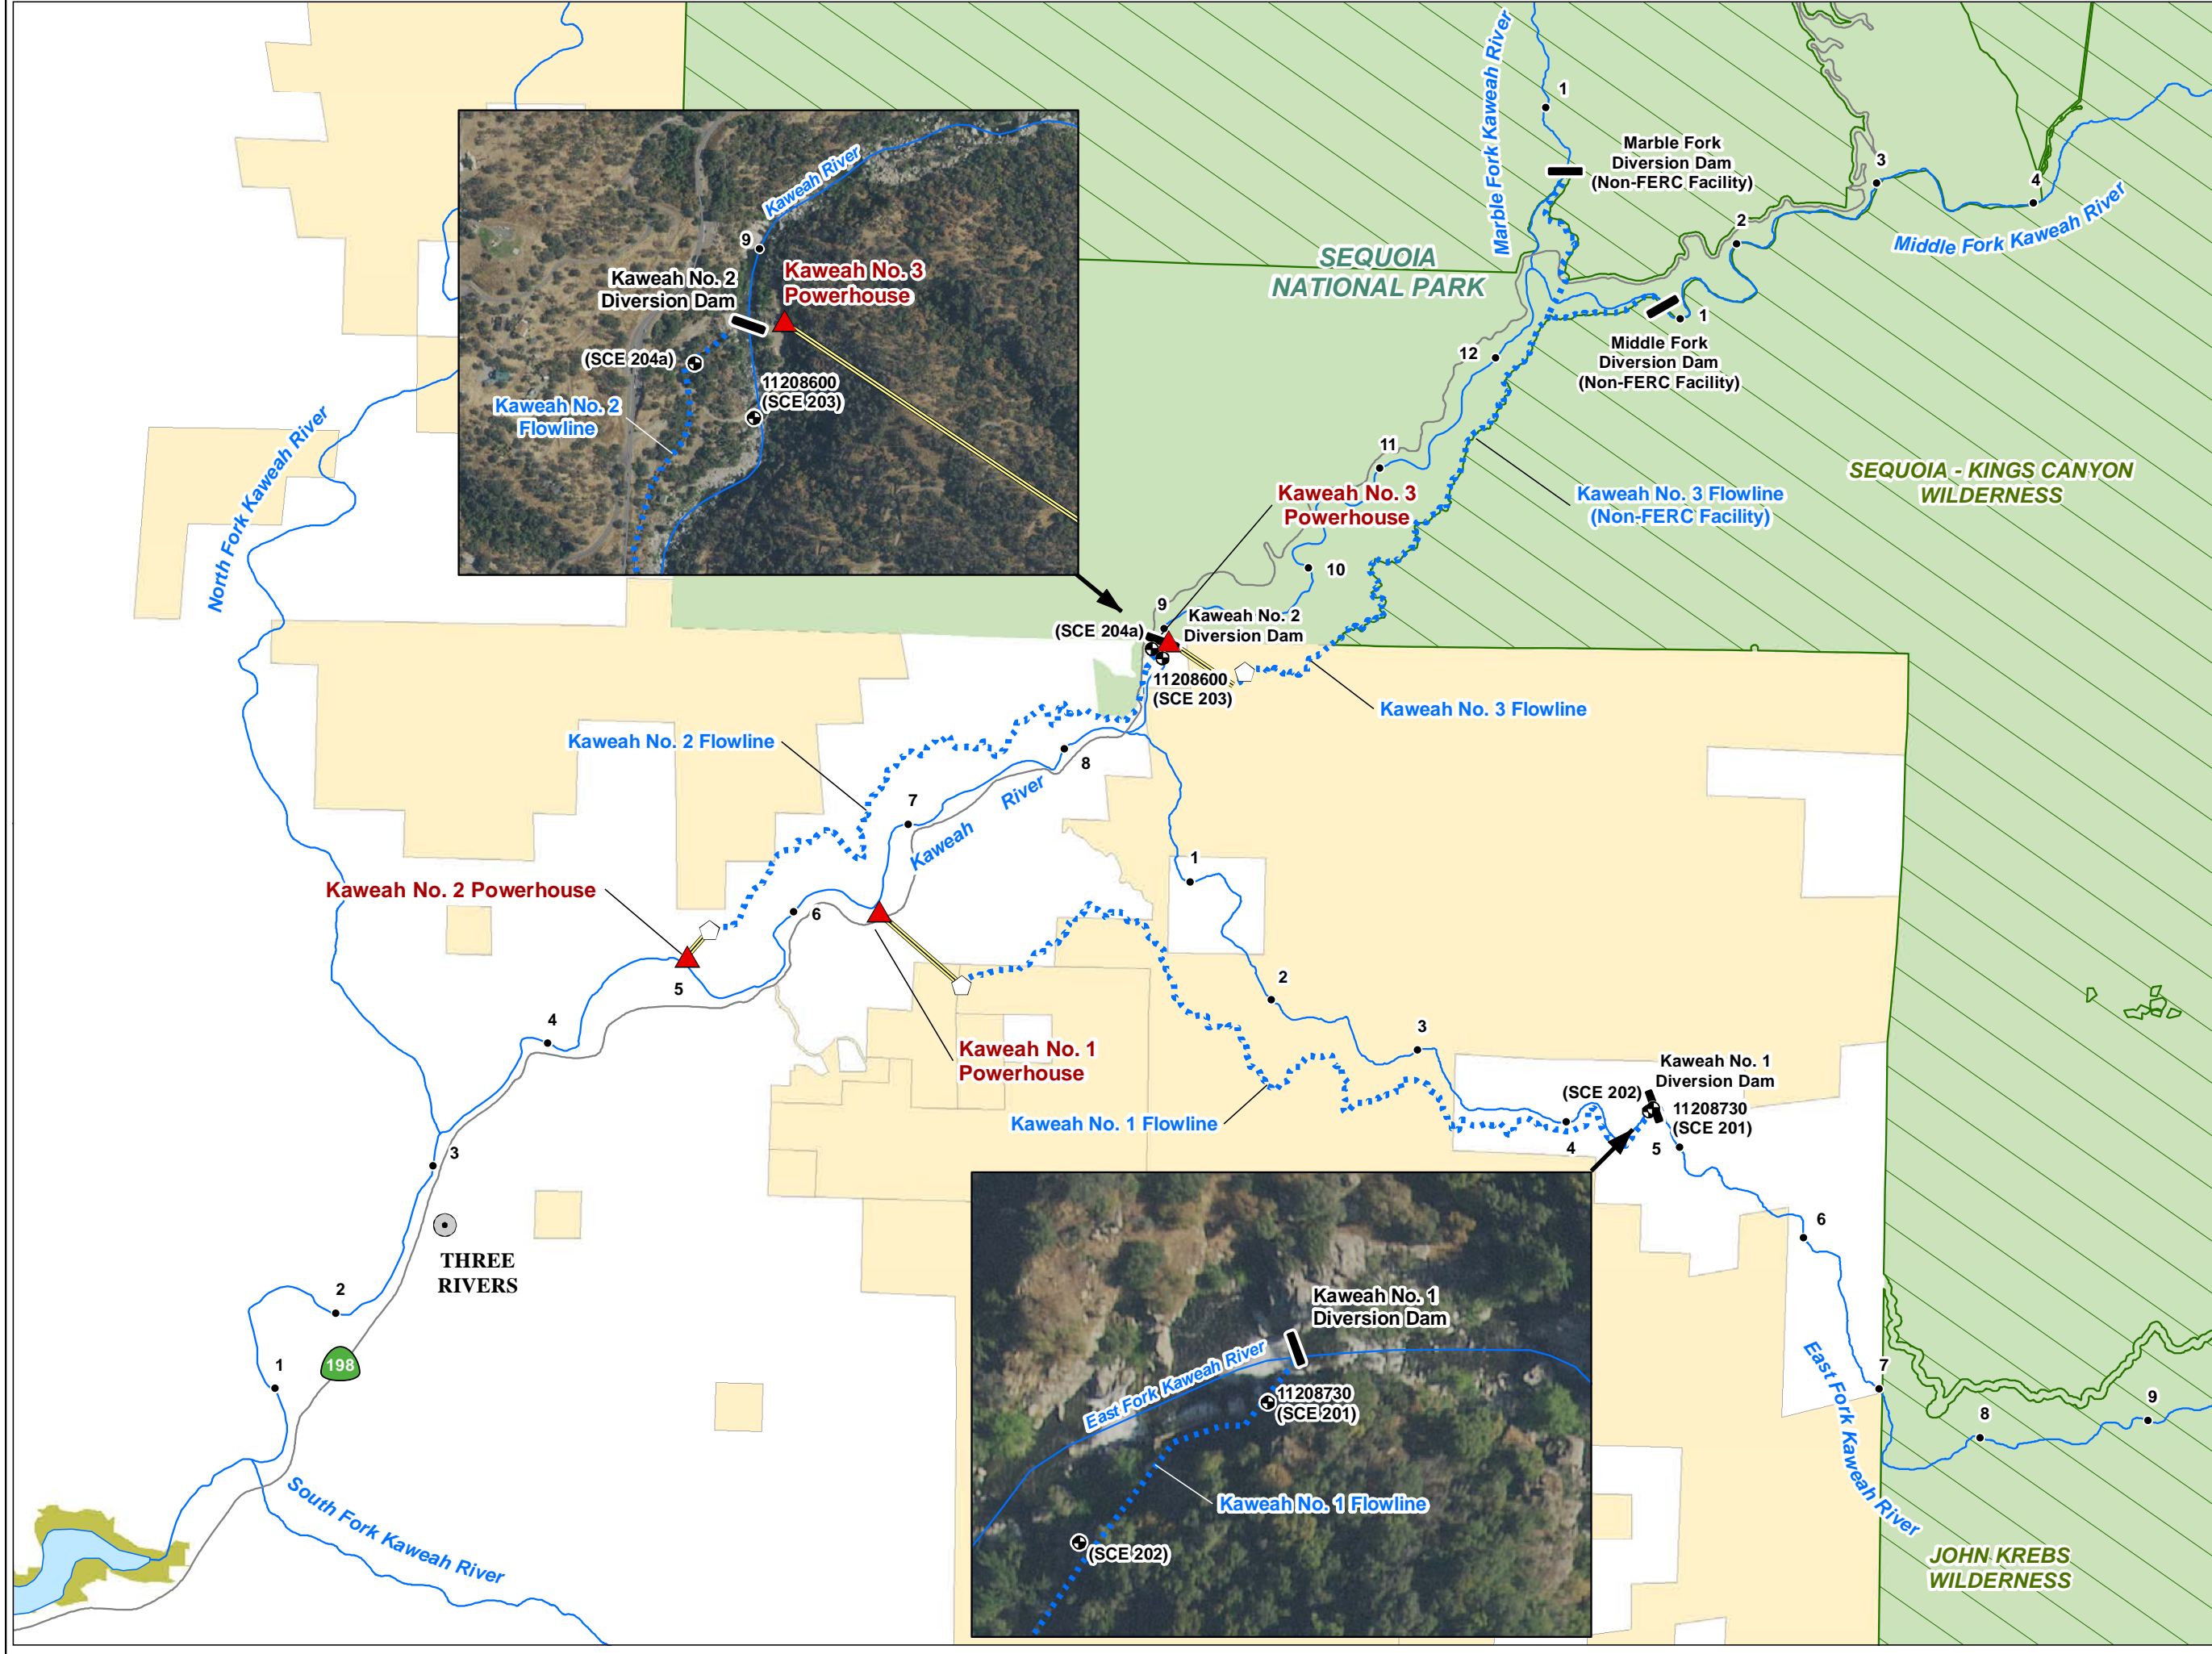 Marble Fork Kaweah River
1
Marble Fork
Diversion Dam
(Non-FERC Facility)
3
4
2
Middle Fork Kaweah River
SEQUOIA
NATIONAL PARK
1
Middle Fork
Diversion Dam
(Non-FERC Facility)
12
11
SEQUOIA - KINGS CANYON
WILDERNESS
Kaweah No. 3
Powerhouse
Kaweah No. 3 Flowline
(Non-FERC Facility)
10
9
Kaweah No. 2
Diversion Dam
(SCE 204a)
11208600
(SCE 203)
Kaweah No. 3 Flowline
Kaweah River
9
Kaweah No. 2
Diversion Dam
Kaweah No. 3
Powerhouse
(SCE 204a)
11208600
(SCE 203)
Kaweah No. 2
Flowline
North Fork Kaweah River
Kaweah No. 2 Flowline
8
7
Kaweah River
Kaweah No. 2 Powerhouse
6
5
4
3
1
2
3
Kaweah No. 1
Powerhouse
Kaweah No. 1 Flowline
Kaweah No. 1
Diversion Dam
(SCE 202)
11208730
(SCE 201)
4
5
6
7
8
9
East Fork Kaweah River
JOHN KREBS
WILDERNESS
THREE
RIVERS
2
1
198
South Fork Kaweah River
Kaweah No. 1
Diversion Dam
East Fork Kaweah River
11208730
(SCE 201)
Kaweah No. 1 Flowline
(SCE 202)